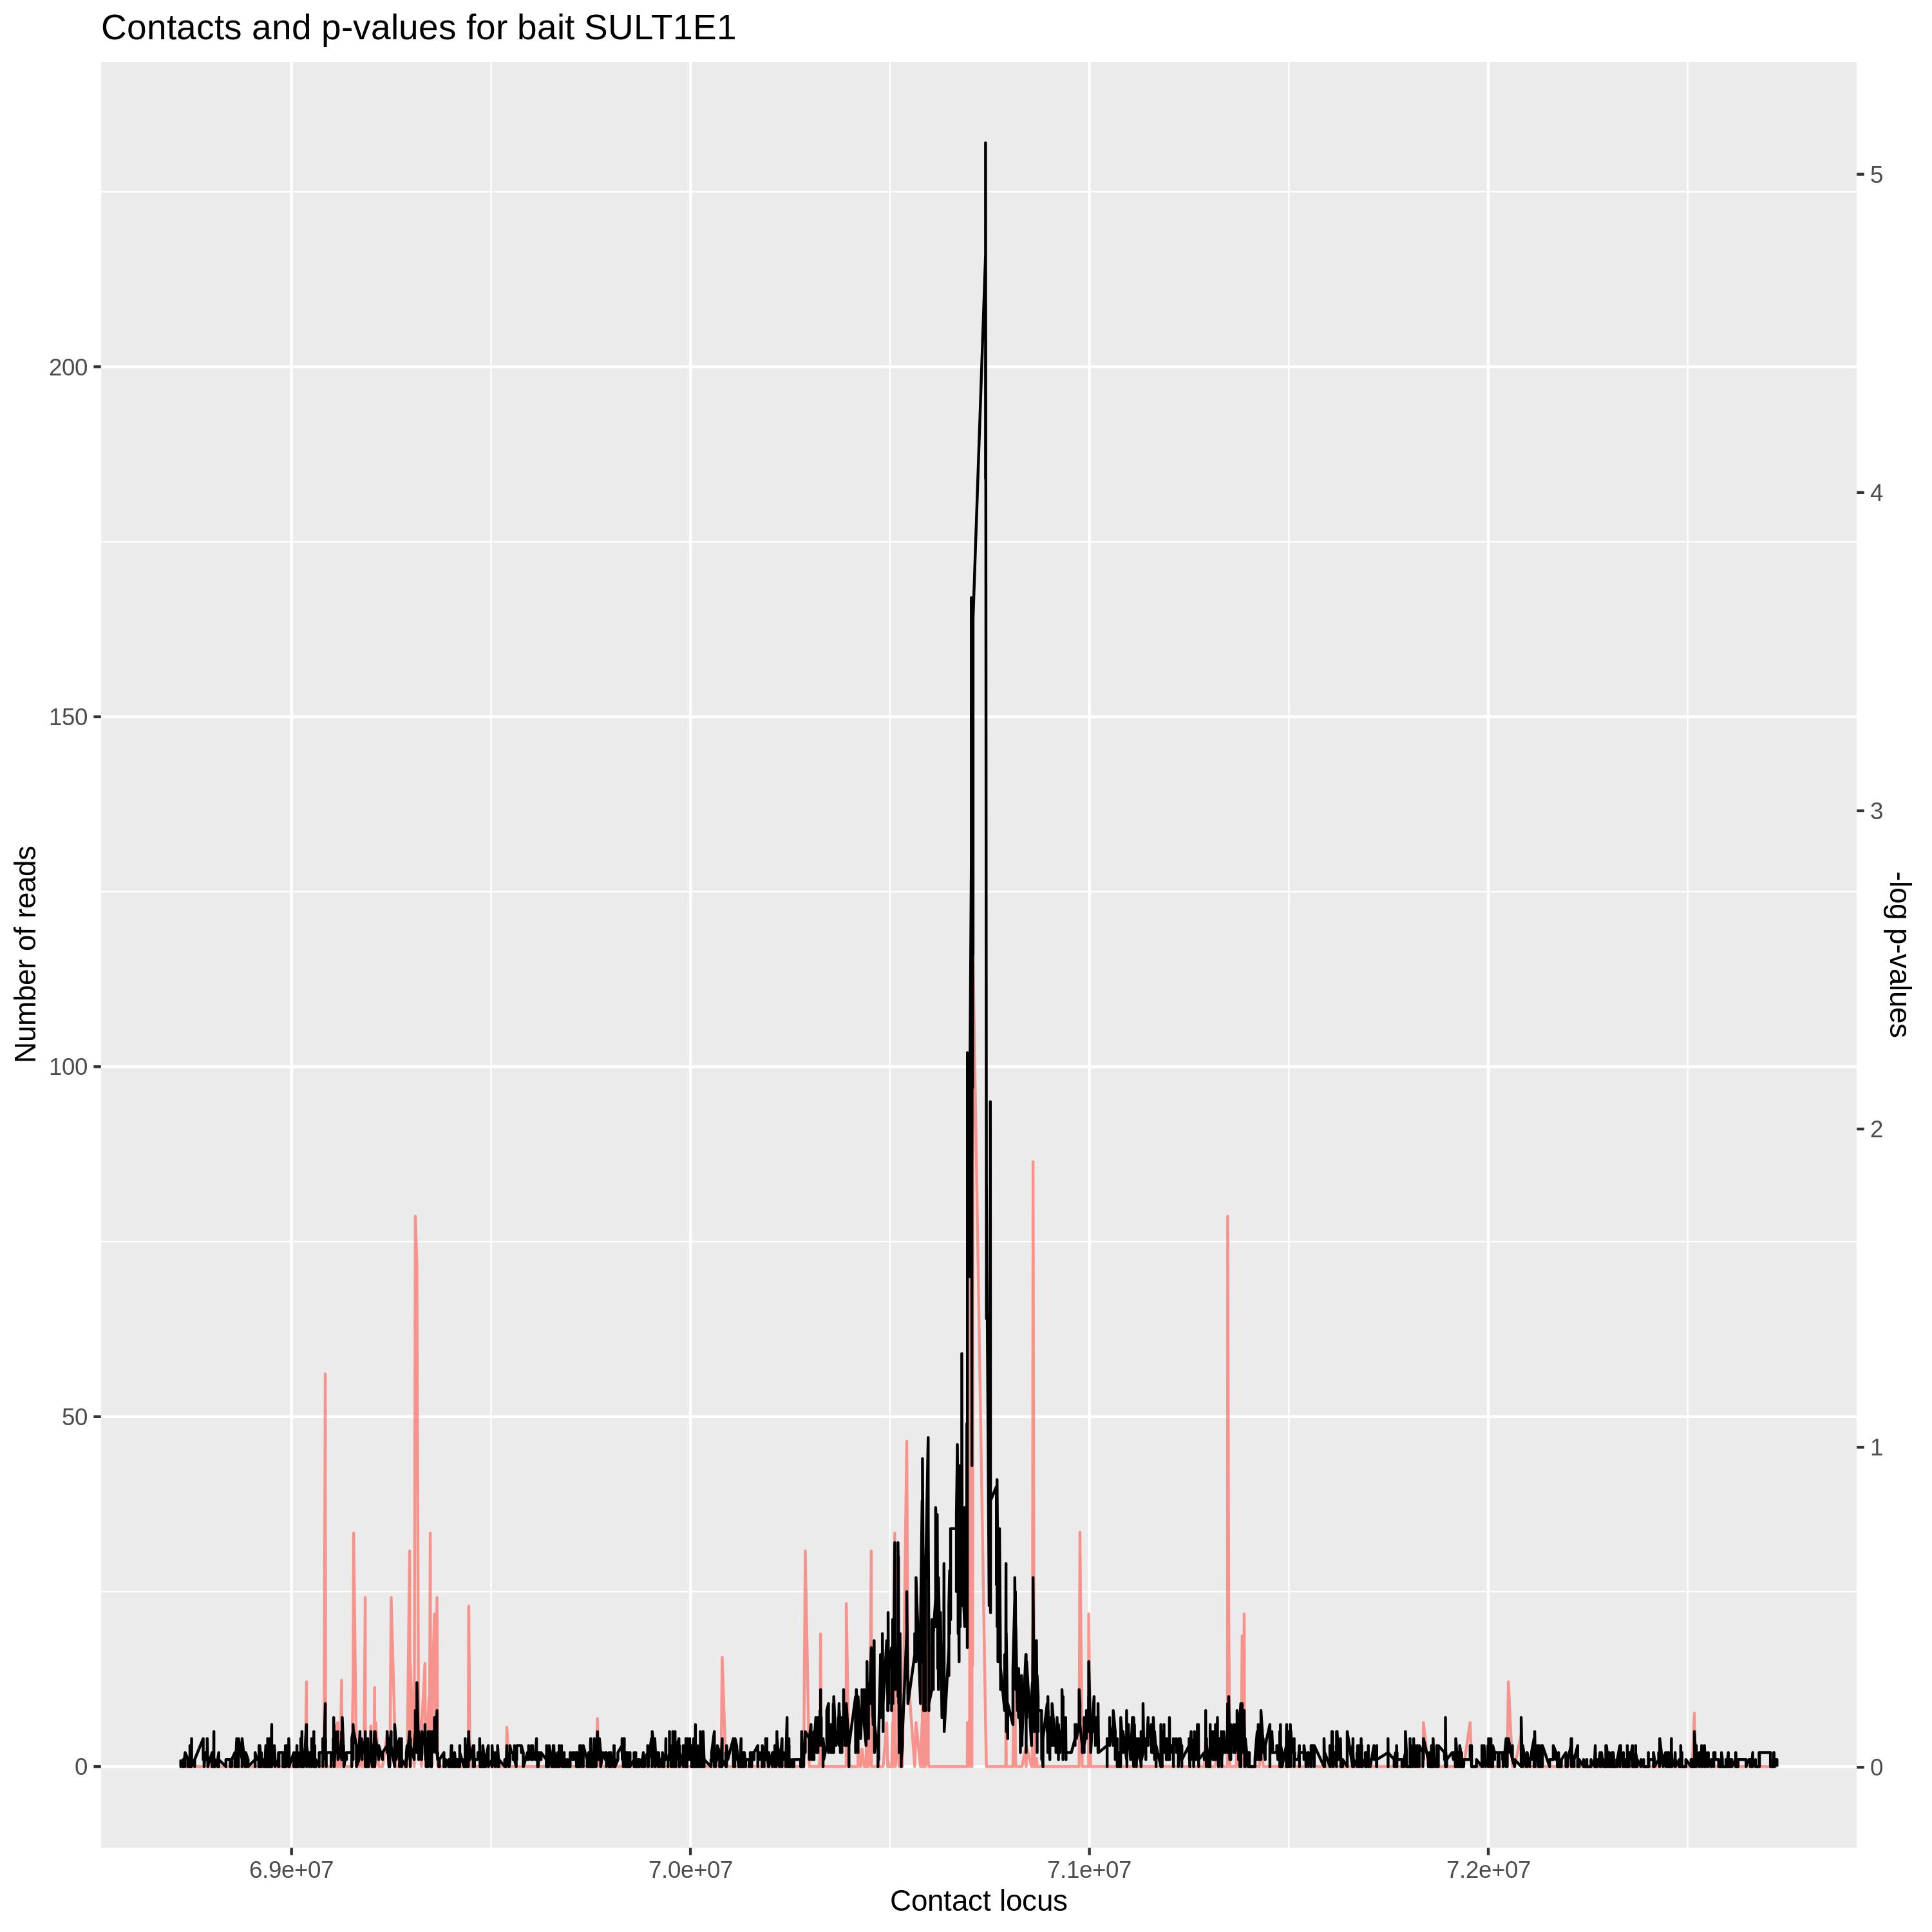 Contacts and p-values for bait SULT1E1
200
150
100
50
0
5
4
3
2
1
0
Number of reads
-log p-values
6.9e+07 7.0e+07 7.1e+07 7.2e+07
Contact locus